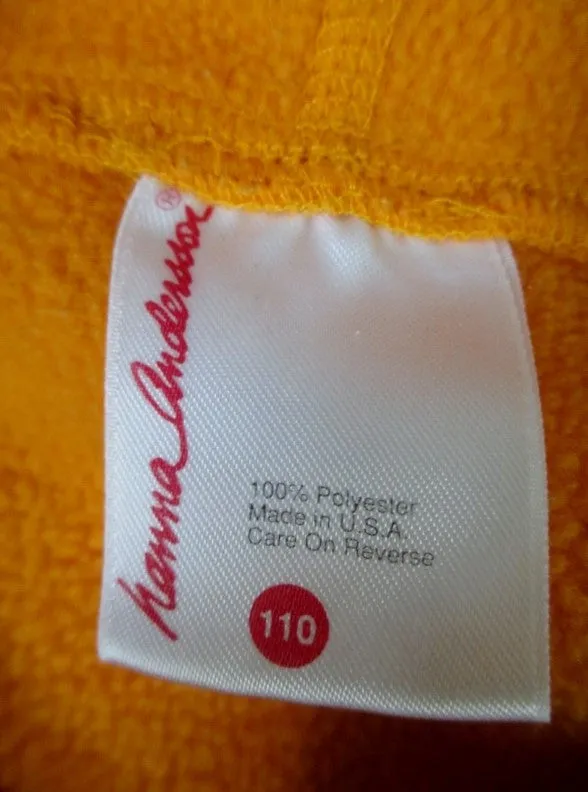 hanna Andersson®
100% Polyester
Made in U.S.A.
Care On Reverse
110